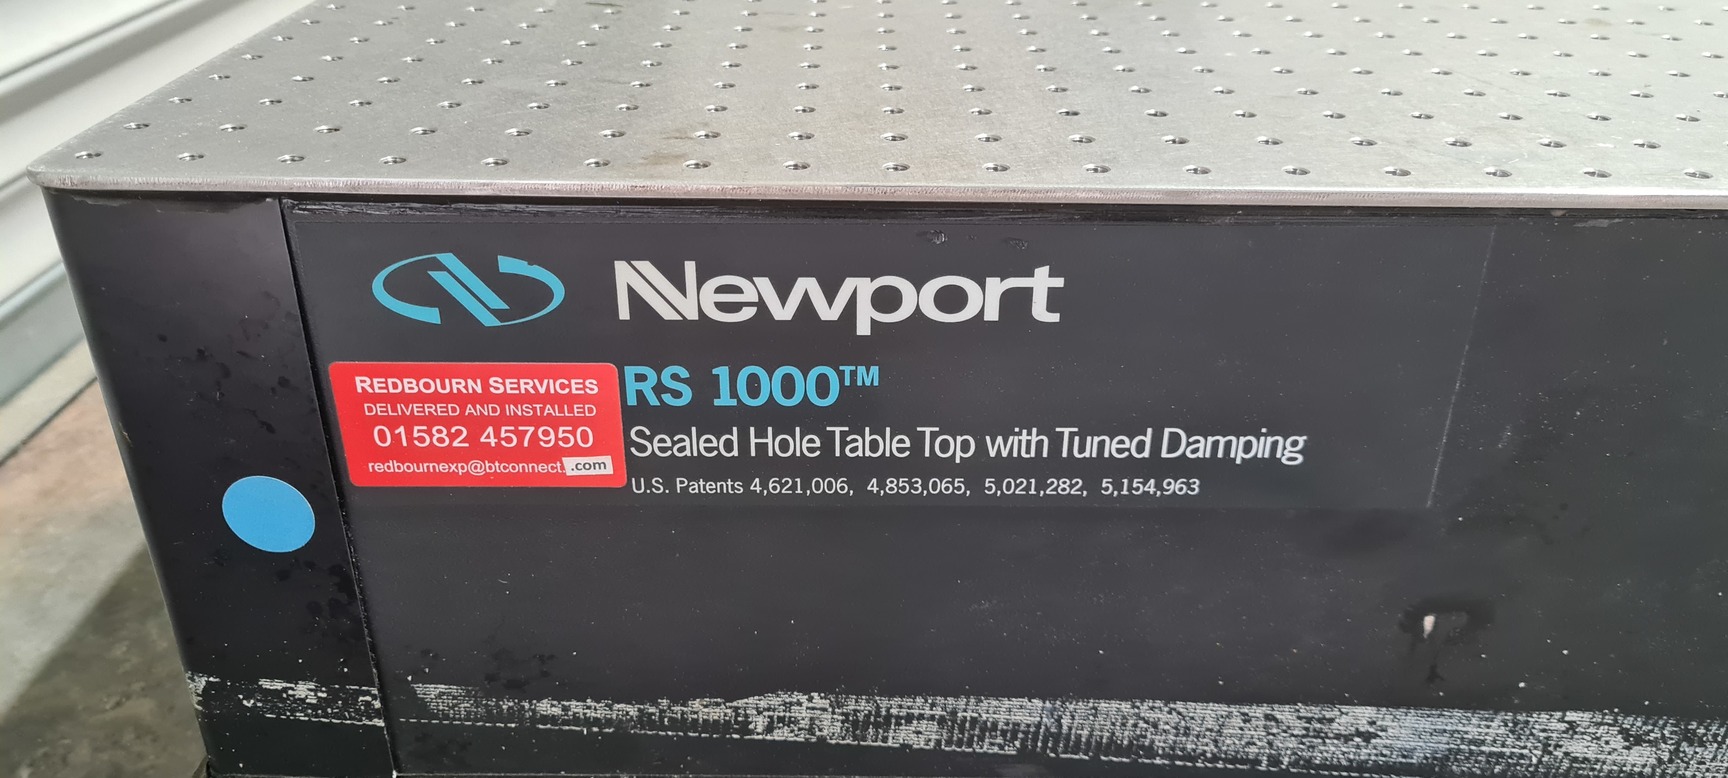 Newport
RS 1000™
Sealed Hole Table Top with Tuned Damping
U.S. Patents 4,621,006, 4,853,065, 5,021,282, 5,154,963
REDBOURN SERVICES
DELIVERED AND INSTALLED
01582 457950
redbournexp@btconnect.com